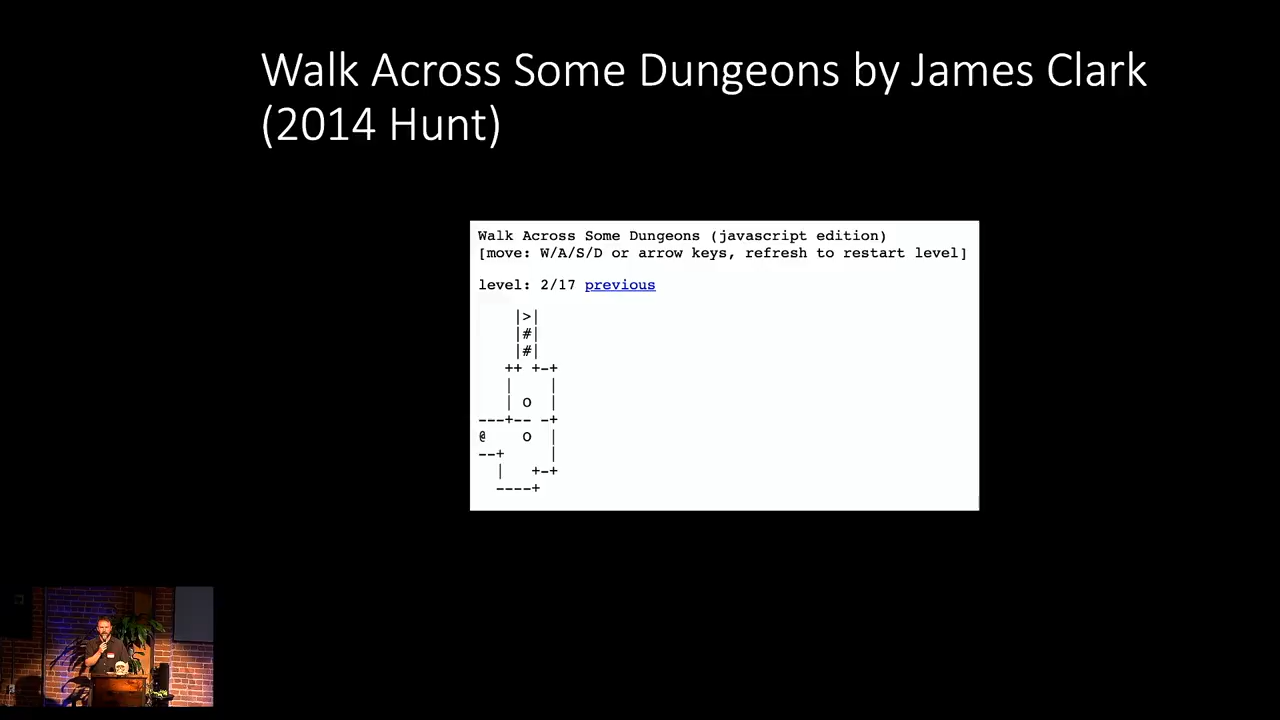 Walk Across Some Dungeons by James Clark
(2014 Hunt)
Walk Across Some Dungeons (javascript edition)
[move: W/A/S/D or arrow keys, refresh to restart level]
level: 2/17 previous
    |>|
    |#|
    |#|
   ++ +-+
   |    |
   | o  |
---+-- -+
@    o  |
--+     |
  |   +-+
  ----+